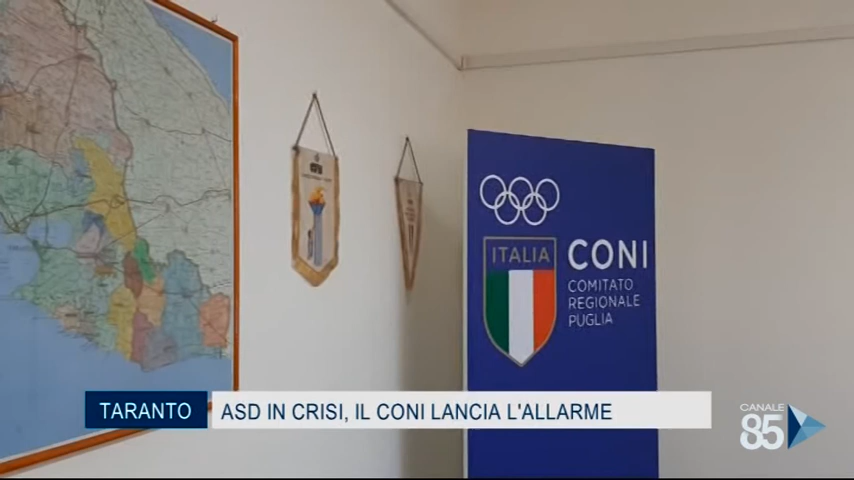 ITALIA
CONI
COMITATO
REGIONALE
PUGLIA
TARANTO
ASD IN CRISI, IL CONI LANCIA L'ALLARME
CANALE
85